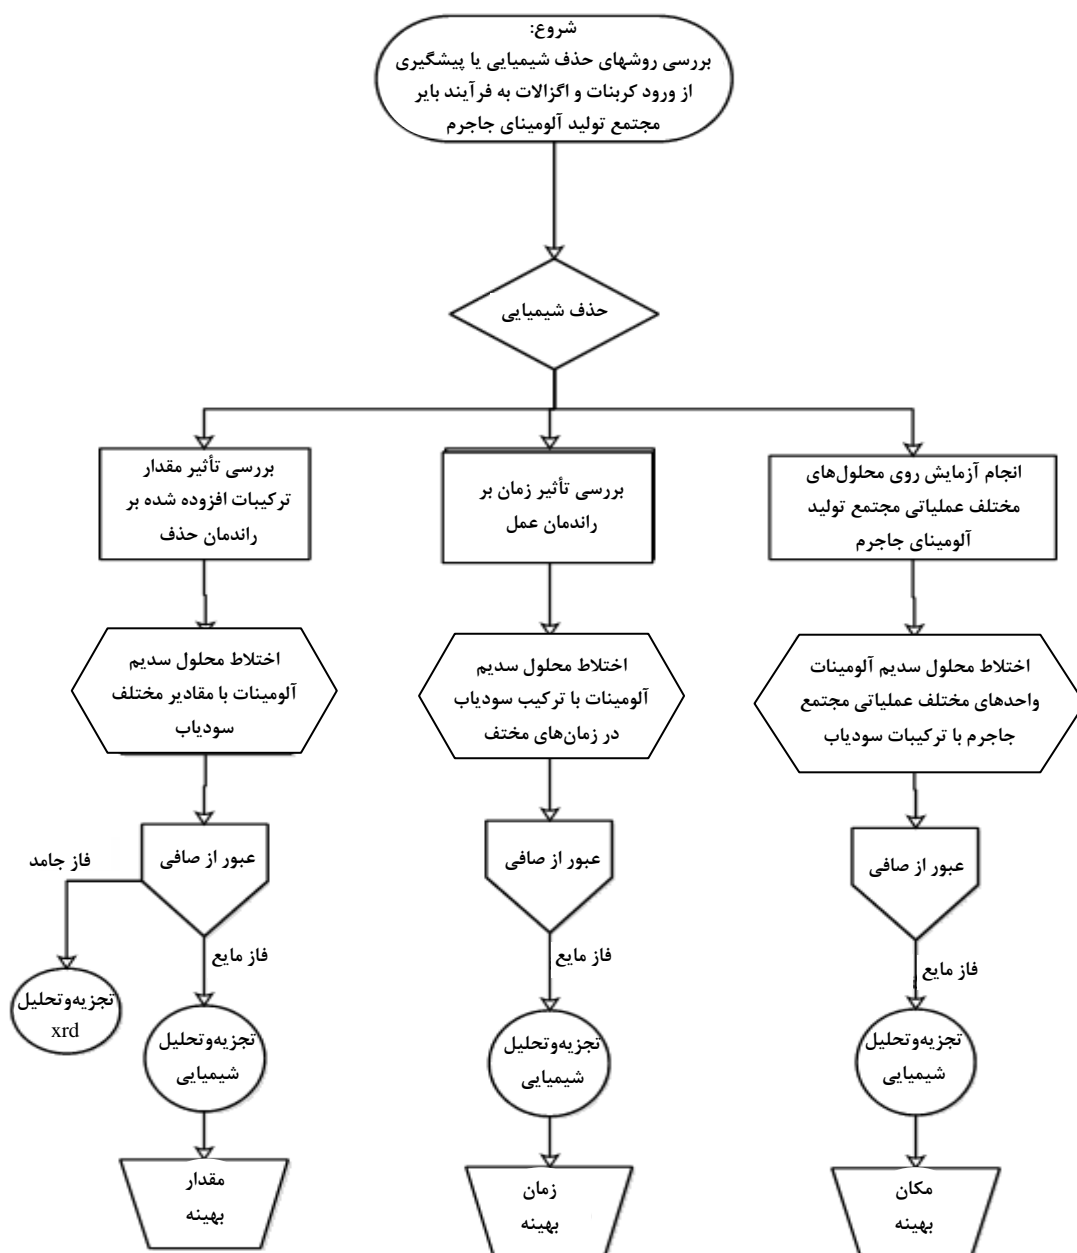 شروع:
بررسی روشهای حذف شیمیایی یا پیشگیری
از ورود کربنات و اگزالات به فرآیند بایر
مجتمع تولید آلومینای جاجرم
حذف شیمیایی
انجام آزمایش روی محلول‌های
مختلف عملیاتی مجتمع تولید
آلومینای جاجرم
اختلاط محلول سدیم آلومینات
واحدهای مختلف عملیاتی مجتمع
جاجرم با ترکیبات سودیاب
عبور از صافی
فاز مایع
تجزیه‌وتحلیل
شیمیایی
مکان
بهینه
بررسی تأثیر زمان بر
راندمان عمل
اختلاط محلول سدیم
آلومینات با ترکیب سودیاب
در زمان‌های مختف
عبور از صافی
فاز مایع
تجزیه‌وتحلیل
شیمیایی
زمان
بهینه
بررسی تأثیر مقدار
ترکیبات افزوده شده بر
راندمان حذف
اختلاط محلول سدیم
آلومینات با مقادیر مختلف
سودیاب
عبور از صافی
فاز جامد
تجزیه‌وتحلیل
xrd
فاز مایع
تجزیه‌وتحلیل
شیمیایی
مقدار
بهینه